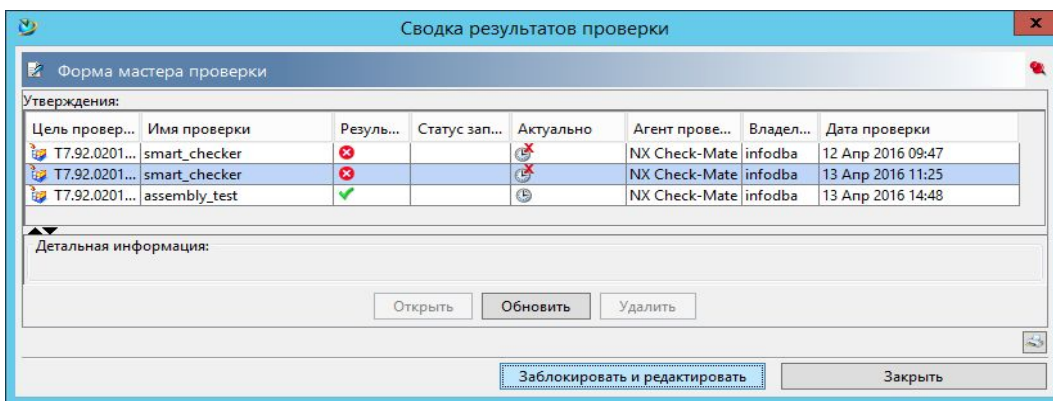 Сводка результатов проверки
x
Форма мастера проверки
Утверждения:
Цель провер... Имя проверки Резуль... Статус зап... Актуально Агент прове... Владел... Дата проверки
T7.92.0201... smart_checker NX Check-Mate infodba 12 Апр 2016 09:47
T7.92.0201... smart_checker NX Check-Mate infodba 13 Апр 2016 11:25
T7.92.0201... assembly_test NX Check-Mate infodba 13 Апр 2016 14:48
Детальная информация:
Открыть Обновить Удалить
Заблокировать и редактировать Закрыть